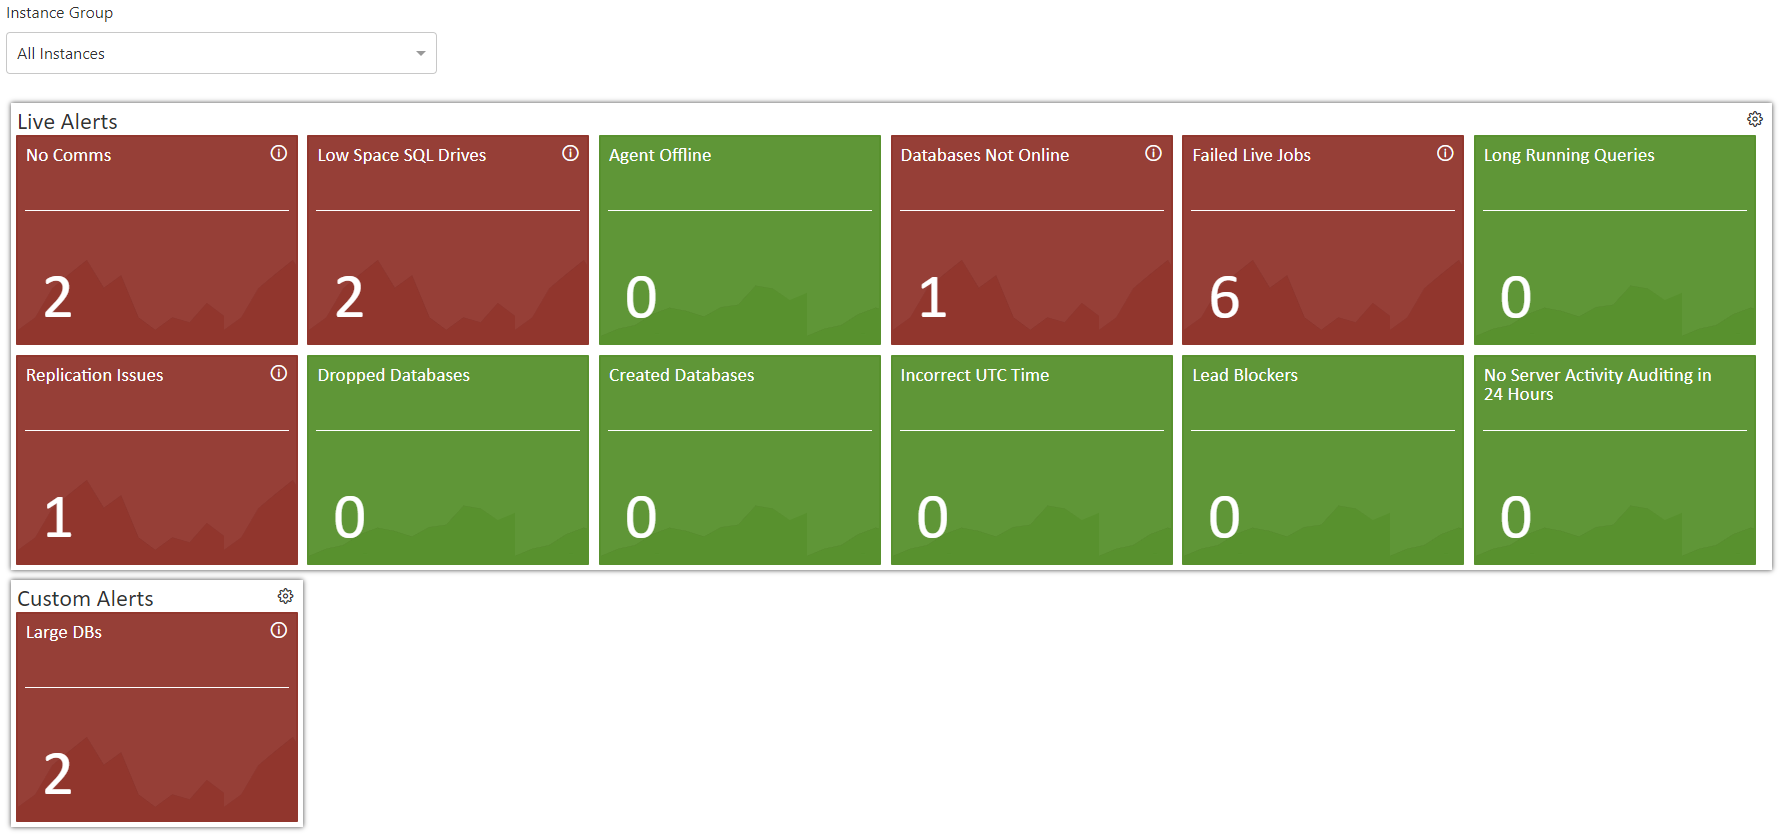 Instance Group
All Instances
Live Alerts
No Comms
2
Low Space SQL Drives
2
Agent Offline
0
Databases Not Online
1
Failed Live Jobs
6
Long Running Queries
0
Replication Issues
1
Dropped Databases
0
Created Databases
0
Incorrect UTC Time
0
Lead Blockers
0
No Server Activity Auditing in
24 Hours
0
Custom Alerts
Large DBs
2